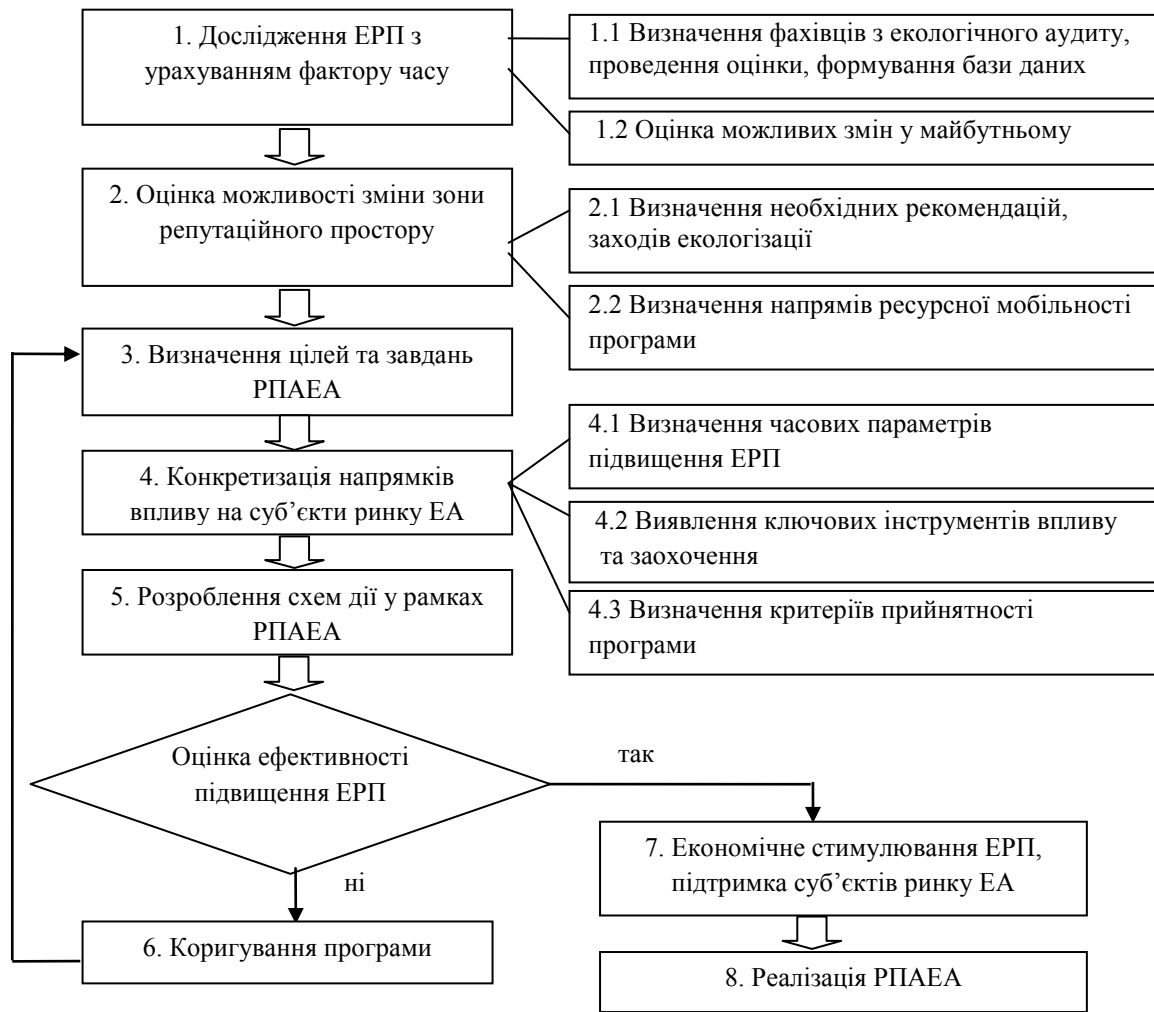 1. Дослідження ЕРП з
урахуванням фактору часу
1.1 Визначення фахівців з екологічного аудиту,
проведення оцінки, формування бази даних
1.2 Оцінка можливих змін у майбутньому
2. Оцінка можливості зміни зони
репутаційного простору
2.1 Визначення необхідних рекомендацій,
заходів екологізації
2.2 Визначення напрямів ресурсної мобільності
програми
3. Визначення цілей та завдань
РПАЕА
4. Конкретизація напрямків
впливу на суб’єкти ринку ЕА
4.1 Визначення часових параметрів
підвищення ЕРП
4.2 Виявлення ключових інструментів впливу
та заохочення
4.3 Визначення критеріїв прийнятності
програми
5. Розроблення схем дії у рамках
РПАЕА
Оцінка ефективності
підвищення ЕРП
так
ні
6. Коригування програми
7. Економічне стимулювання ЕРП,
підтримка суб’єктів ринку ЕА
8. Реалізація РПАЕА